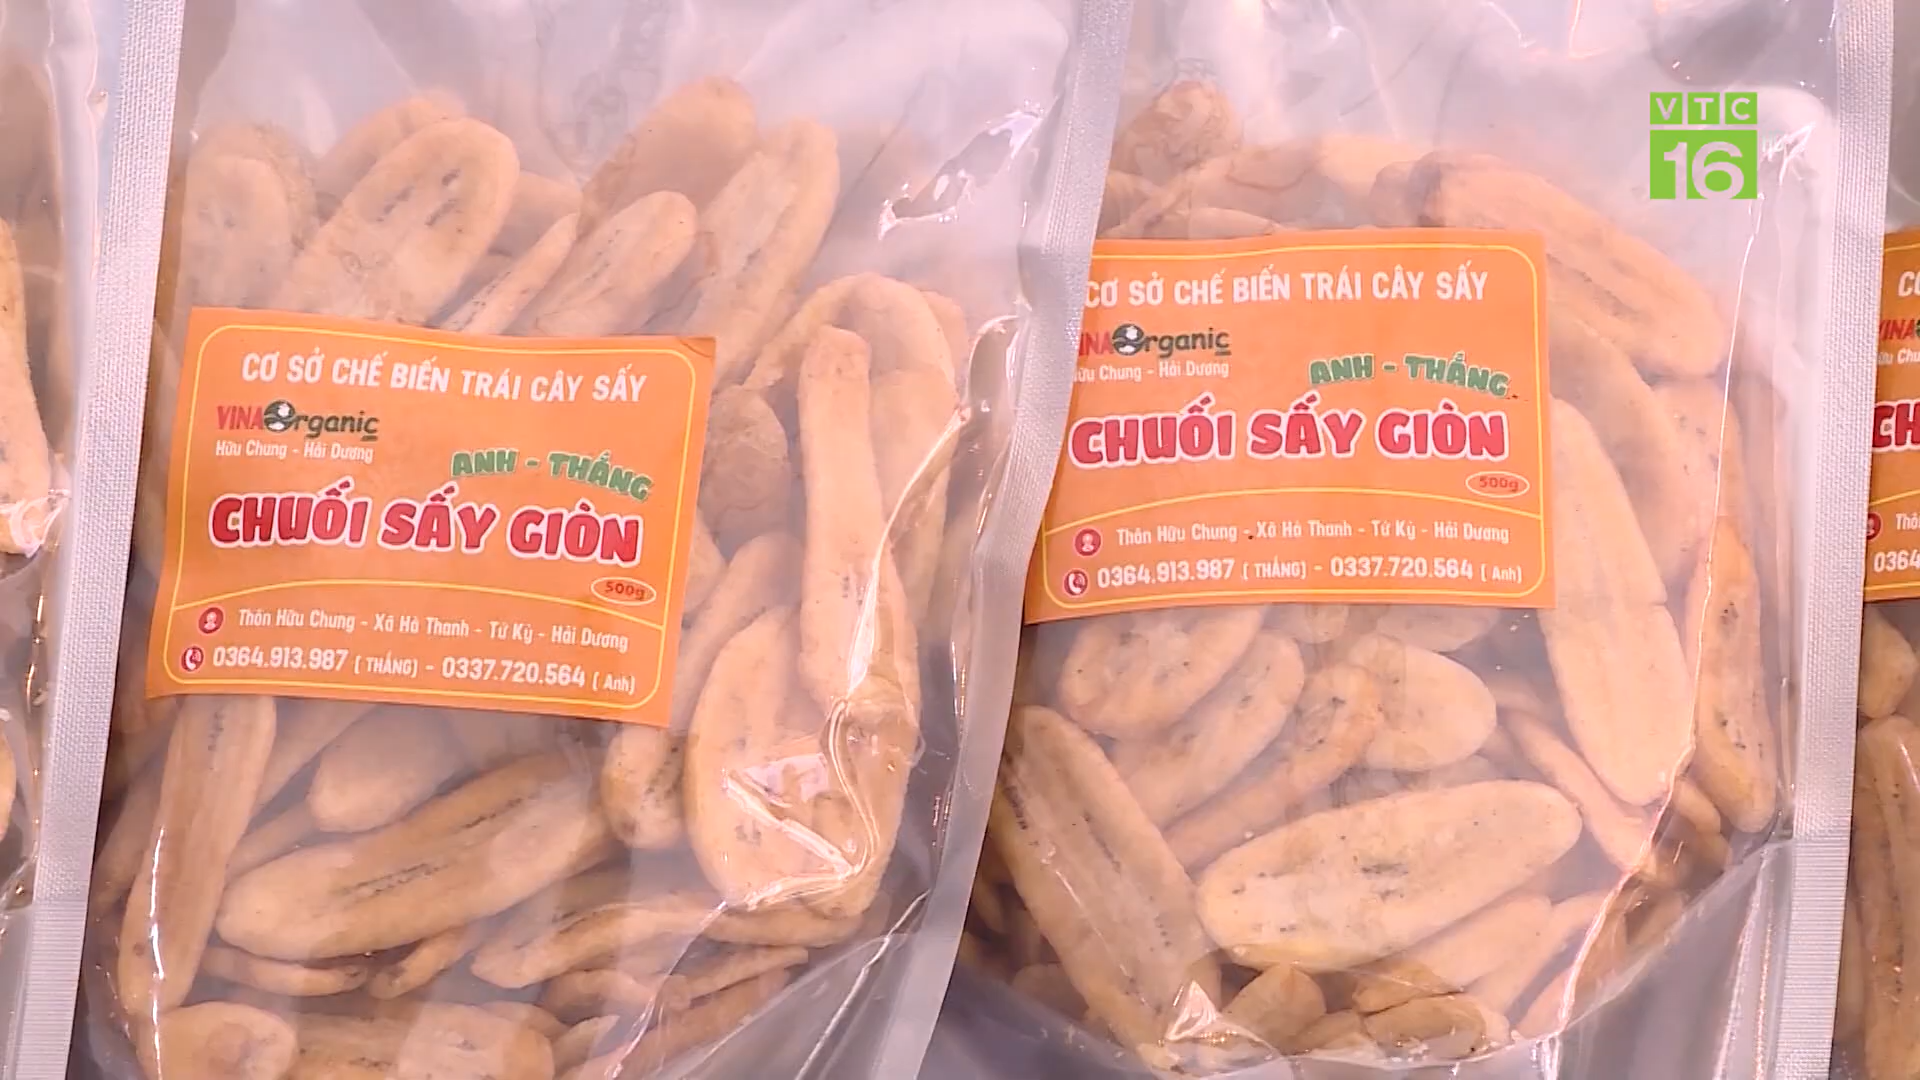 CƠ SỞ CHẾ BIẾN TRÁI CÂY SẤY
VINAOrganic
Hữu Chung - Hải Dương
ANH - THẮNG
CHUỐI SẤY GIÒN
500g
Thôn Hữu Chung - Xã Hà Thanh - Tứ Kỳ - Hải Dương
0364.913.987 ( THẮNG) - 0337.720.564 ( Anh)
CƠ SỞ CHẾ BIẾN TRÁI CÂY SẤY
INAOrganic
Chung - Hải Dương
ANH - THẮNG
CHUỐI SẤY GIÒN
500g
Thôn Hữu Chung - Xã Hà Thanh - Tứ Kỳ - Hải Dương
0364.913.987 ( THẮNG) - 0337.720.564 ( Anh)
VTC
16
0364